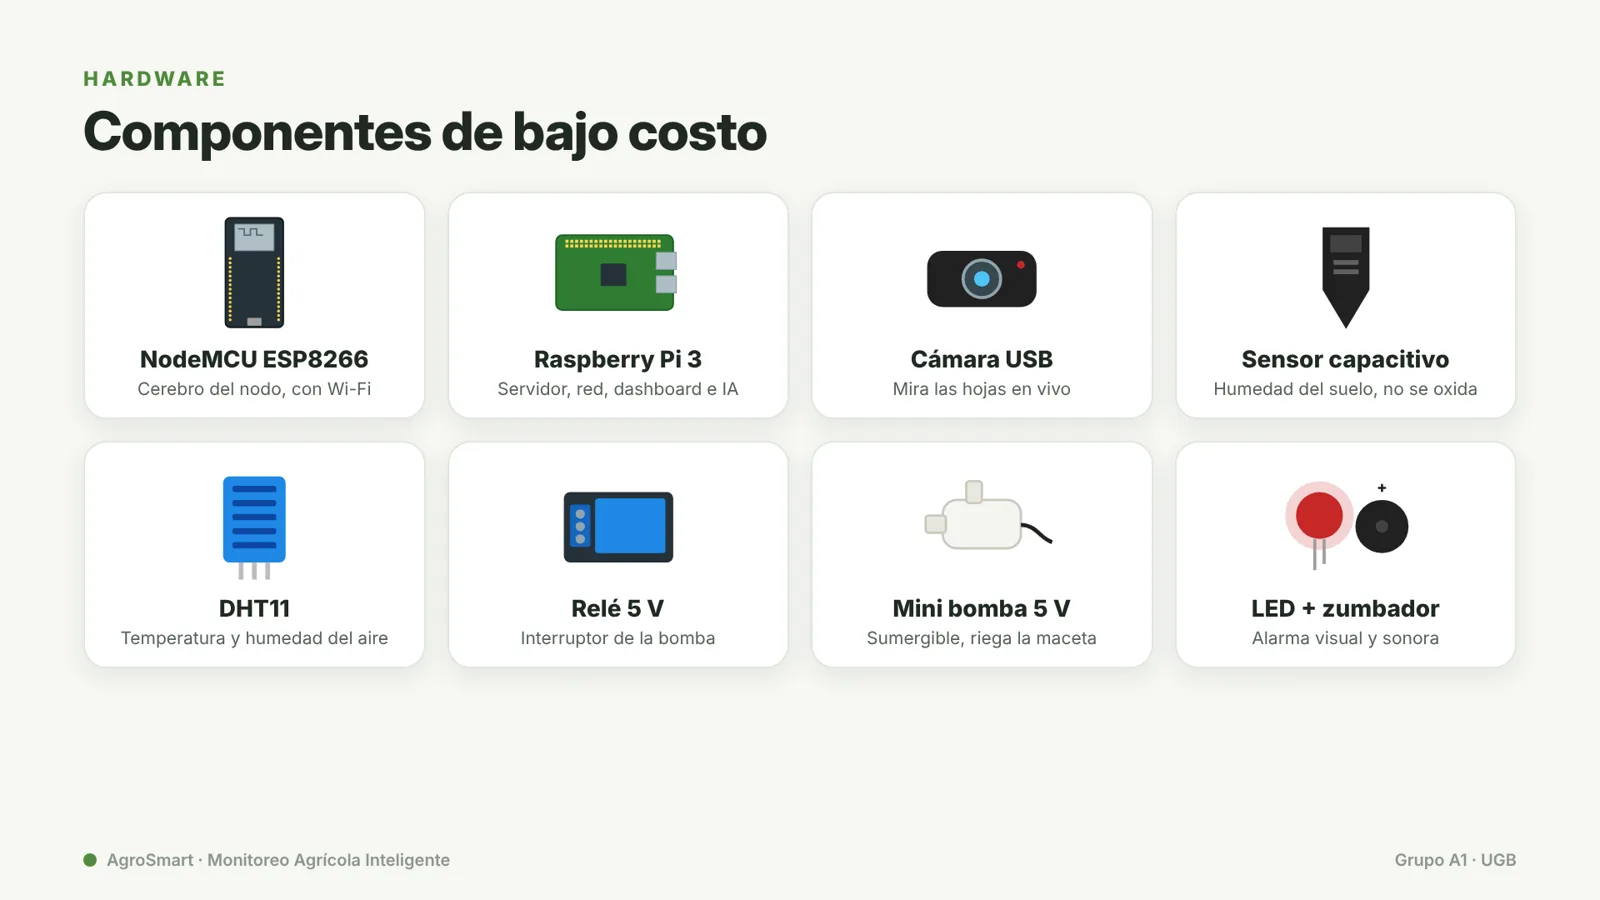 HARDWARE
Componentes de bajo costo
NodeMCU ESP8266
Cerebro del nodo, con Wi-Fi
Raspberry Pi 3
Servidor, red, dashboard e IA
Cámara USB
Mira las hojas en vivo
Sensor capacitivo
Humedad del suelo, no se oxida
DHT11
Temperatura y humedad del aire
Relé 5 V
Interruptor de la bomba
Mini bomba 5 V
Sumergible, riega la maceta
+
LED + zumbador
Alarma visual y sonora
AgroSmart · Monitoreo Agrícola Inteligente
Grupo A1 · UGB